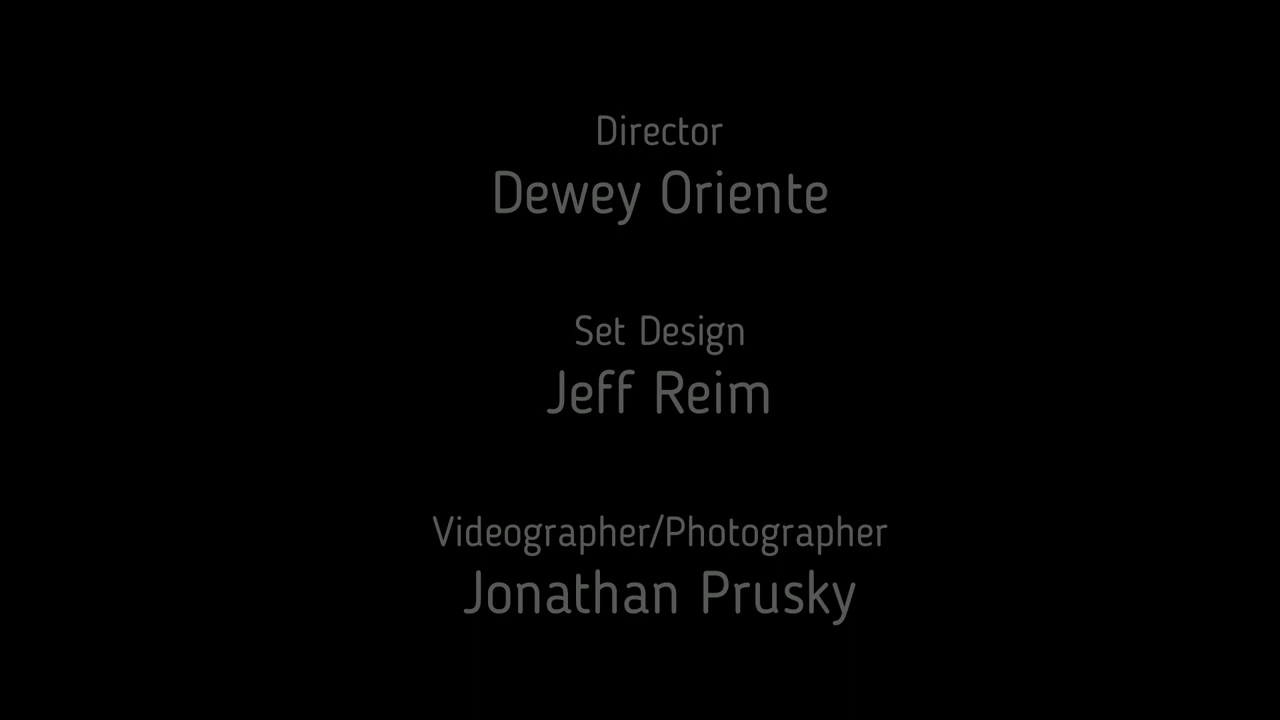 Director
Dewey Oriente
Set Design
Jeff Reim
Videographer/Photographer
Jonathan Prusky